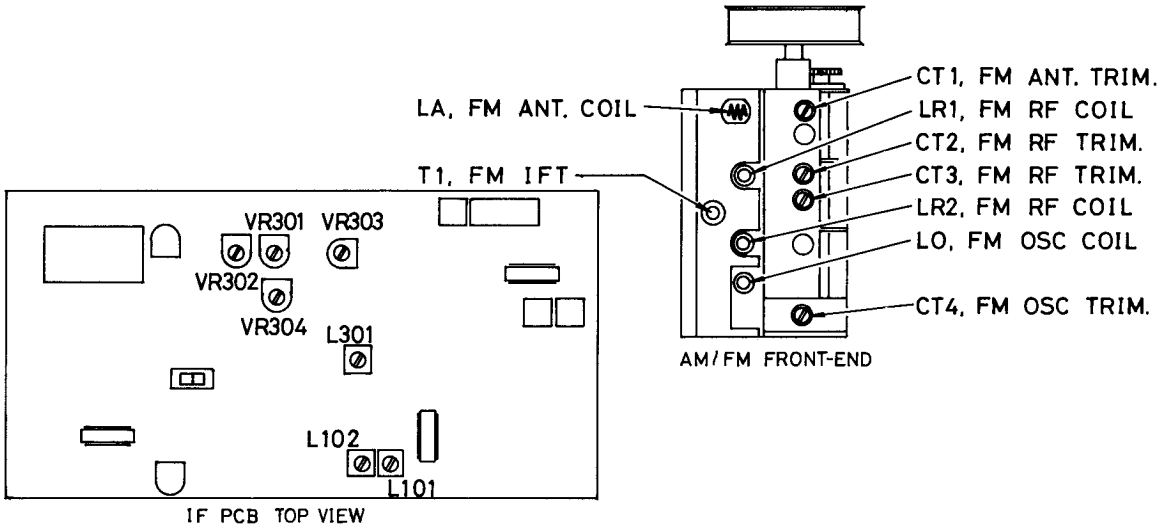 CT1, FM ANT. TRIM.
LA, FM ANT. COIL
LR1, FM RF COIL
CT2, FM RF TRIM.
T1, FM IFT
CT3, FM RF TRIM.
LR2, FM RF COIL
LO, FM OSC COIL
CT4, FM OSC TRIM.
AM/FM FRONT-END
VR301
VR303
VR302
VR304
L301
L102
L101
IF PCB TOP VIEW